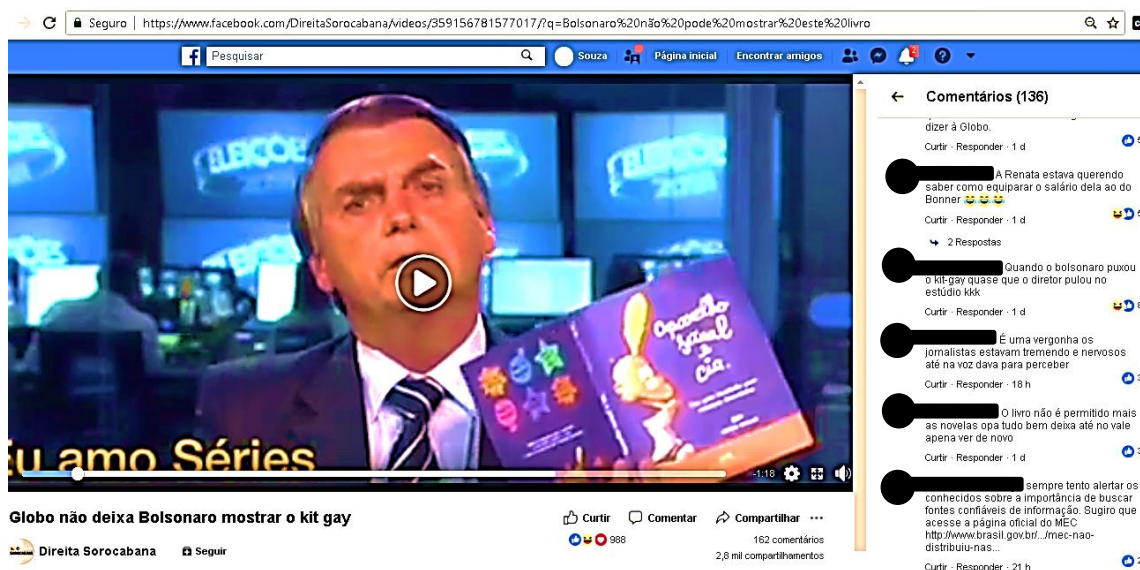 Seguro
https://www.facebook.com/DireitaSorocabana/videos/359156781577017/?q=Bolsonaro%20não%20pode%20mostrar%20este%20livro
Pesquisar
Souza
Página inicial
Encontrar amigos
2
ELEIÇÕES
2018
Aparelho
Sexual
e
Cia.
Eu amo Séries
-1:18
Globo não deixa Bolsonaro mostrar o kit gay
Curtir
Comentar
Compartilhar
Direita Sorocabana
Seguir
988
162 comentários
2,8 mil compartilhamentos
Comentários (136)
dizer à Globo.
Curtir · Responder · 1 d
A Renata estava querendo
saber como equiparar o salário dela ao do
Bonner 😂😂😂
Curtir · Responder · 1 d
2 Respostas
Quando o bolsonaro puxou
o kit-gay quase que o diretor pulou no
estúdio kkk
Curtir · Responder · 1 d
É uma vergonha os
jornalistas estavam tremendo e nervosos
até na voz dava para perceber
Curtir · Responder · 18 h
O livro não é permitido mais
as novelas opa tudo bem deixa até no vale
apena ver de novo
Curtir · Responder · 1 d
sempre tento alertar os
conhecidos sobre a importância de buscar
fontes confiáveis de informação. Sugiro que
acesse a página oficial do MEC
http://www.brasil.gov.br/.../mec-nao-
distribuiu-nas...
Curtir · Responder · 21 h